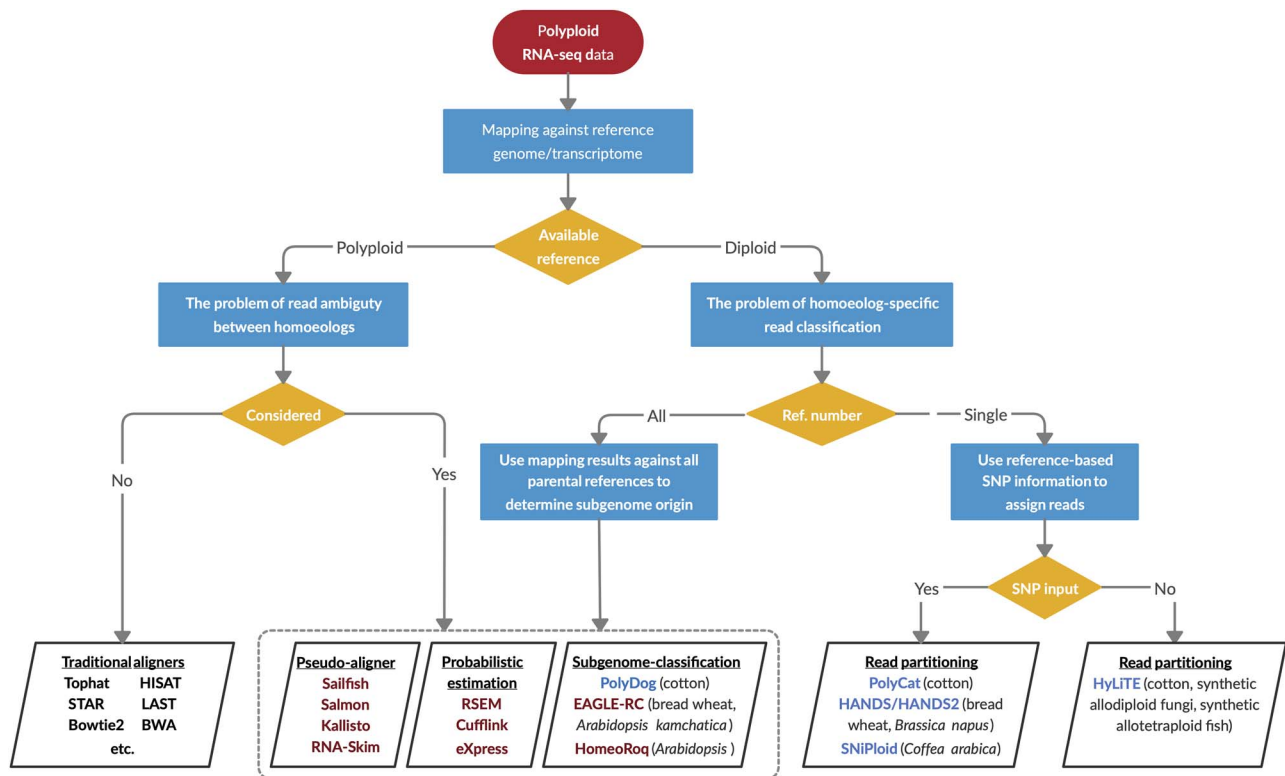 Polyploid
RNA-seq data
Mapping against reference
genome/transcriptome
Available
reference
Polyploid
Diploid
The problem of read ambiguty
between homoeologs
The problem of homoeolog-specific
read classification
Considered
Ref. number
No
Yes
All
Single
Use mapping results against all
parental references to
determine subgenome origin
Use reference-based
SNP information to
assign reads
SNP input
Yes
No
Traditional aligners
Tophat HISAT
STAR LAST
Bowtie2 BWA
etc.
Pseudo-aligner
Sailfish
Salmon
Kallisto
RNA-Skim
Probabilistic
estimation
RSEM
Cufflink
eXpress
Subgenome-classification
PolyDog (cotton)
EAGLE-RC (bread wheat,
Arabidopsis kamchatica)
HomeoRoq (Arabidopsis )
Read partitioning
PolyCat (cotton)
HANDS/HANDS2 (bread
wheat, Brassica napus)
SNiPloid (Coffea arabica)
Read partitioning
HyLiTE (cotton, synthetic
allodiploid fungi, synthetic
allotetraploid fish)